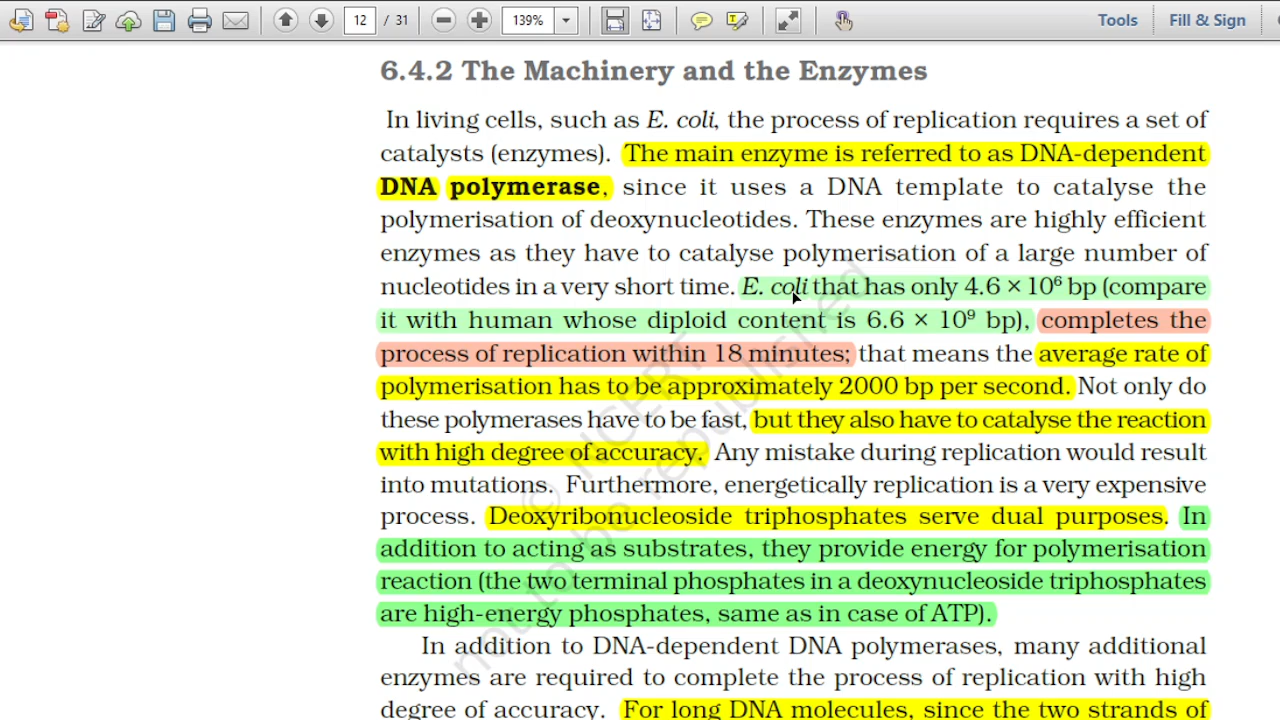 12 / 31 139% Tools Fill & Sign
6.4.2 The Machinery and the Enzymes
In living cells, such as E. coli, the process of replication requires a set of
catalysts (enzymes). The main enzyme is referred to as DNA-dependent
DNA polymerase, since it uses a DNA template to catalyse the
polymerisation of deoxynucleotides. These enzymes are highly efficient
enzymes as they have to catalyse polymerisation of a large number of
nucleotides in a very short time. E. coli that has only 4.6 × 10⁶ bp (compare
it with human whose diploid content is 6.6 × 10⁹ bp), completes the
process of replication within 18 minutes; that means the average rate of
polymerisation has to be approximately 2000 bp per second. Not only do
these polymerases have to be fast, but they also have to catalyse the reaction
with high degree of accuracy. Any mistake during replication would result
into mutations. Furthermore, energetically replication is a very expensive
process. Deoxyribonucleoside triphosphates serve dual purposes. In
addition to acting as substrates, they provide energy for polymerisation
reaction (the two terminal phosphates in a deoxynucleoside triphosphates
are high-energy phosphates, same as in case of ATP).
In addition to DNA-dependent DNA polymerases, many additional
enzymes are required to complete the process of replication with high
degree of accuracy. For long DNA molecules, since the two strands of
© NCERT
not to be republished